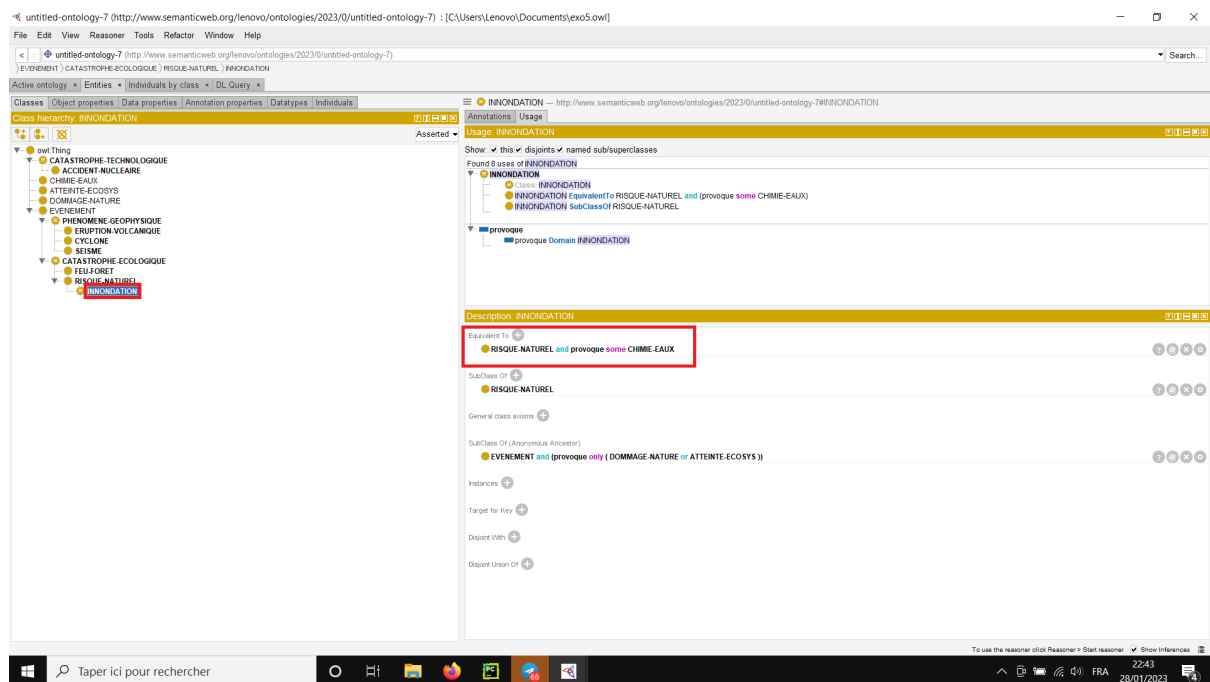 untitled-ontology-7 (http://www.semanticweb.org/lenovo/ontologies/2023/0/untitled-ontology-7) : [C:\Users\Lenovo\Documents\exo5.owl]
File Edit View Reasoner Tools Refactor Window Help
< > untitled-ontology-7 (http://www.semanticweb.org/lenovo/ontologies/2023/0/untitled-ontology-7) Search...
EVENEMENT CATASTROPHE-ECOLOGIQUE RISQUE-NATUREL INNONDATION
Active ontology × Entities × Individuals by class × DL Query ×
Classes Object properties Data properties Annotation properties Datatypes Individuals
Class hierarchy: INNONDATION
Asserted
owl:Thing
CATASTROPHE-TECHNOLOGIQUE
ACCIDENT-NUCLEAIRE
CHIMIE-EAUX
ATTEINTE-ECOSYS
DOMMAGE-NATURE
EVENEMENT
PHENOMENE-GEOPHYSIQUE
ERUPTION-VOLCANIQUE
CYCLONE
SEISME
CATASTROPHE-ECOLOGIQUE
FEU-FORET
RISQUE-NATUREL
INNONDATION
INNONDATION — http://www.semanticweb.org/lenovo/ontologies/2023/0/untitled-ontology-7#INNONDATION
Annotations Usage
Usage: INNONDATION
Show: this disjoints named sub/superclasses
Found 8 uses of INNONDATION
INNONDATION
Class: INNONDATION
INNONDATION EquivalentTo RISQUE-NATUREL and (provoque some CHIMIE-EAUX)
INNONDATION SubClassOf RISQUE-NATUREL
provoque
provoque Domain INNONDATION
Description: INNONDATION
Equivalent To
RISQUE-NATUREL and provoque some CHIMIE-EAUX
SubClass Of
RISQUE-NATUREL
General class axioms
SubClass Of (Anonymous Ancestor)
EVENEMENT and (provoque only ( DOMMAGE-NATURE or ATTEINTE-ECOSYS ))
Instances
Target for Key
Disjoint With
Disjoint Union Of
To use the reasoner click Reasoner > Start reasoner Show Inferences
Taper ici pour rechercher
PC
66
FRA
22:43
28/01/2023
4